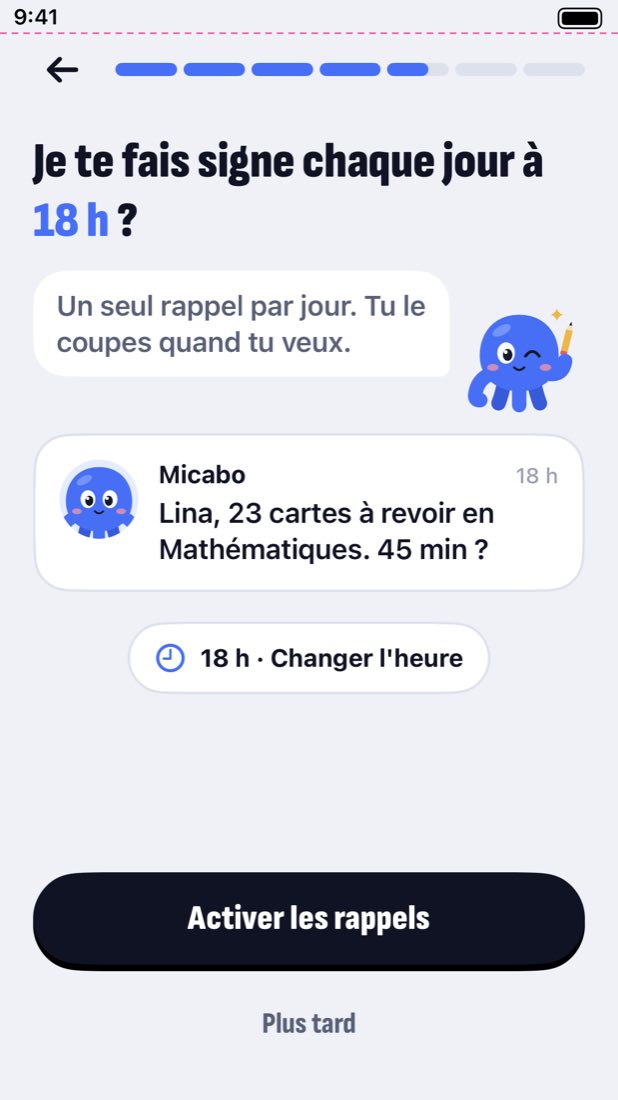 9:41
Je te fais signe chaque jour à
18 h ?
Un seul rappel par jour. Tu le
coupes quand tu veux.
Micabo
18 h
Lina, 23 cartes à revoir en
Mathématiques. 45 min ?
18 h · Changer l'heure
Activer les rappels
Plus tard